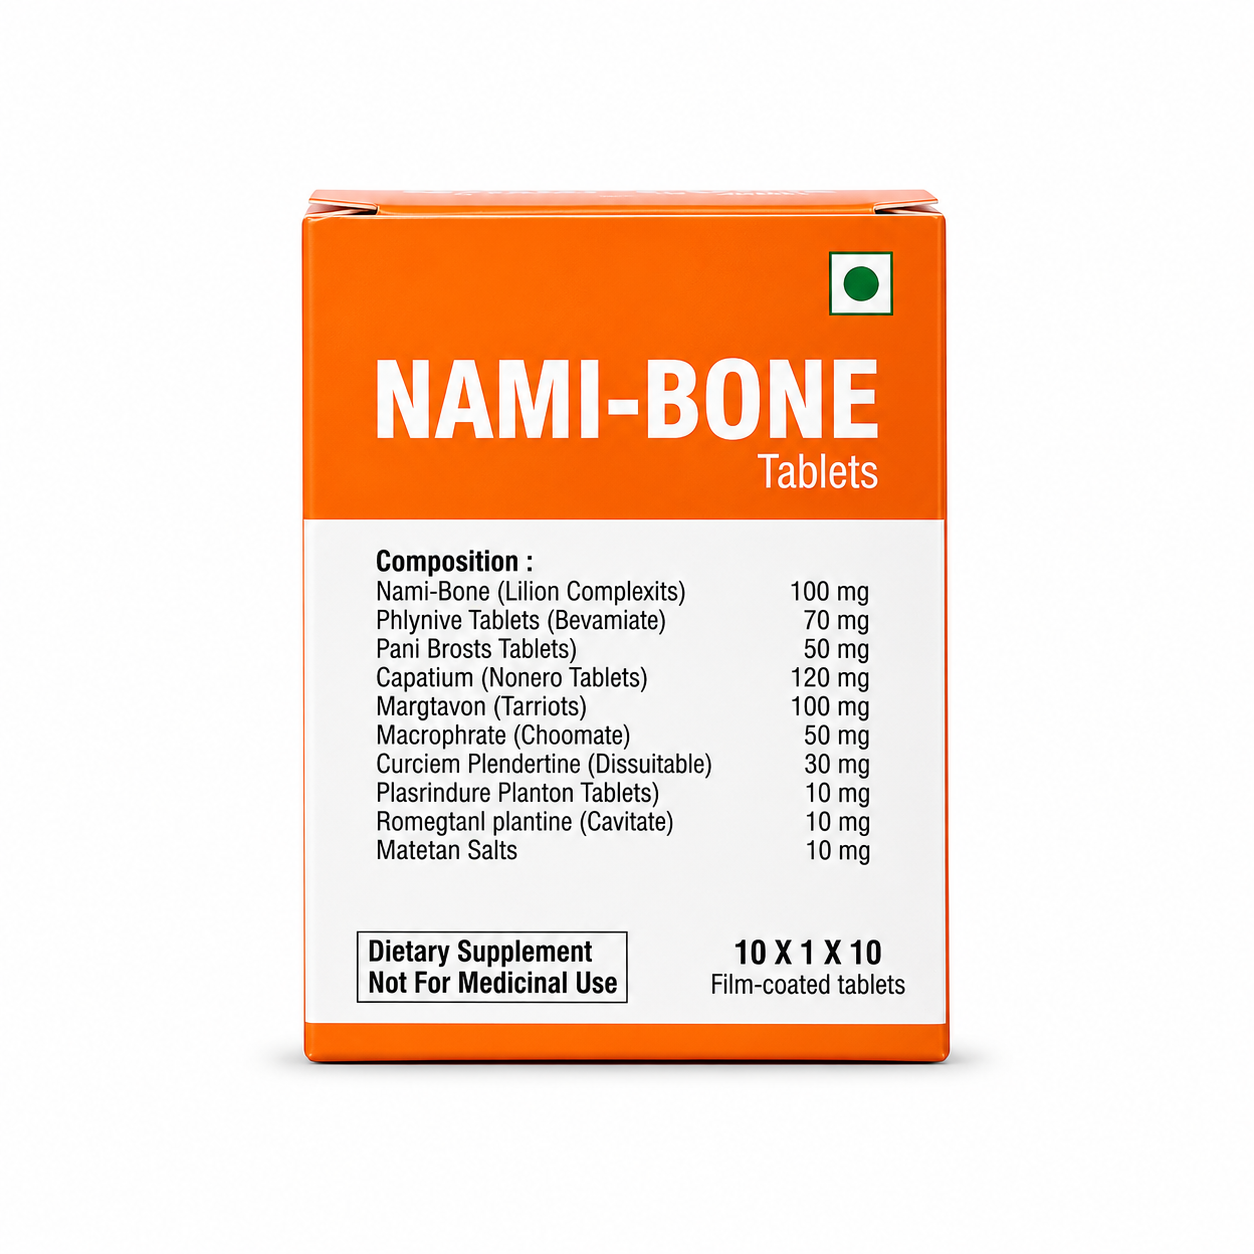 NAMI-BONE
Tablets
Composition :
Nami-Bone (Lilion Complexits) 100 mg
Phlynive Tablets (Bevamiate) 70 mg
Pani Brosts Tablets) 50 mg
Capatium (Nonero Tablets) 120 mg
Margtavon (Tarriots) 100 mg
Macrophrate (Choomate) 50 mg
Curciem Plendertine (Dissuitable) 30 mg
Plasrindure Planton Tablets) 10 mg
Romegtanl plantine (Cavitate) 10 mg
Matetan Salts 10 mg
Dietary Supplement
Not For Medicinal Use
10 X 1 X 10
Film-coated tablets